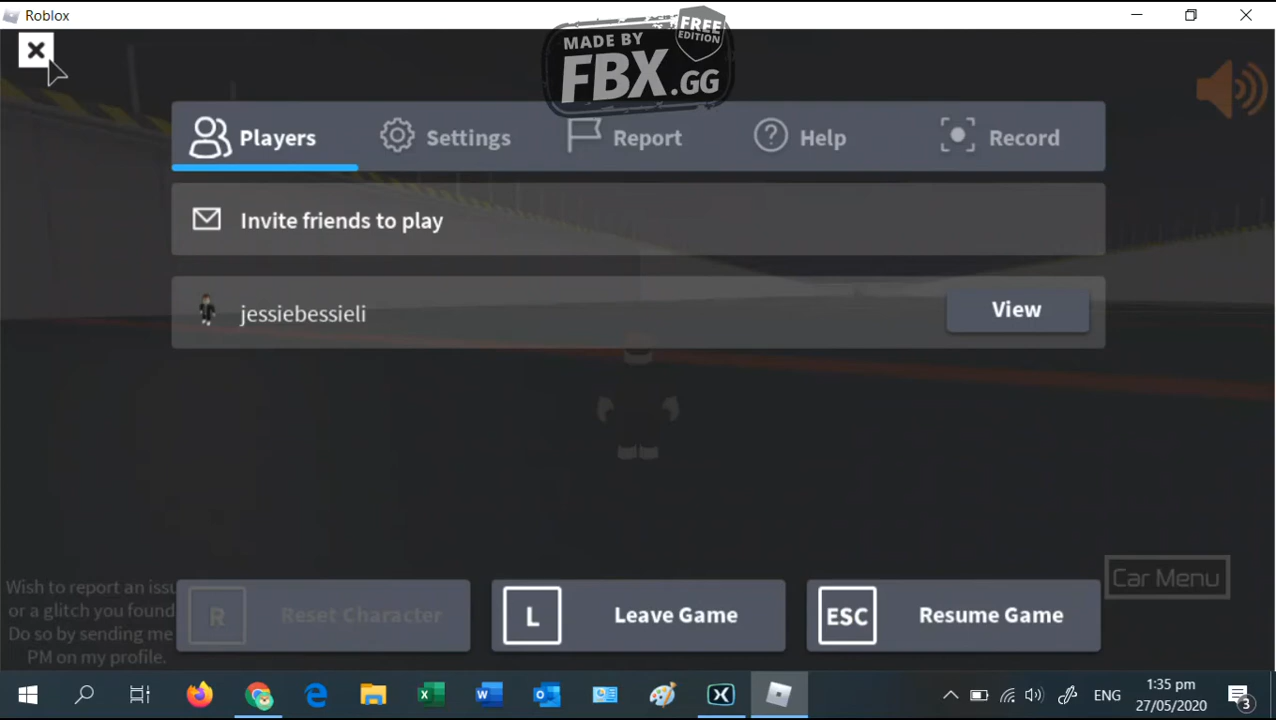 Roblox
MADE BY
FREE
EDITION
FBX.GG
Players
Settings
Report
Help
Record
Invite friends to play
jessiebessieli
View
Car Menu
Wish to report an issu
or a glitch you found
Do so by sending me
PM on my profile.
R
Reset Character
L
Leave Game
ESC
Resume Game
ENG
1:35 pm
27/05/2020
3